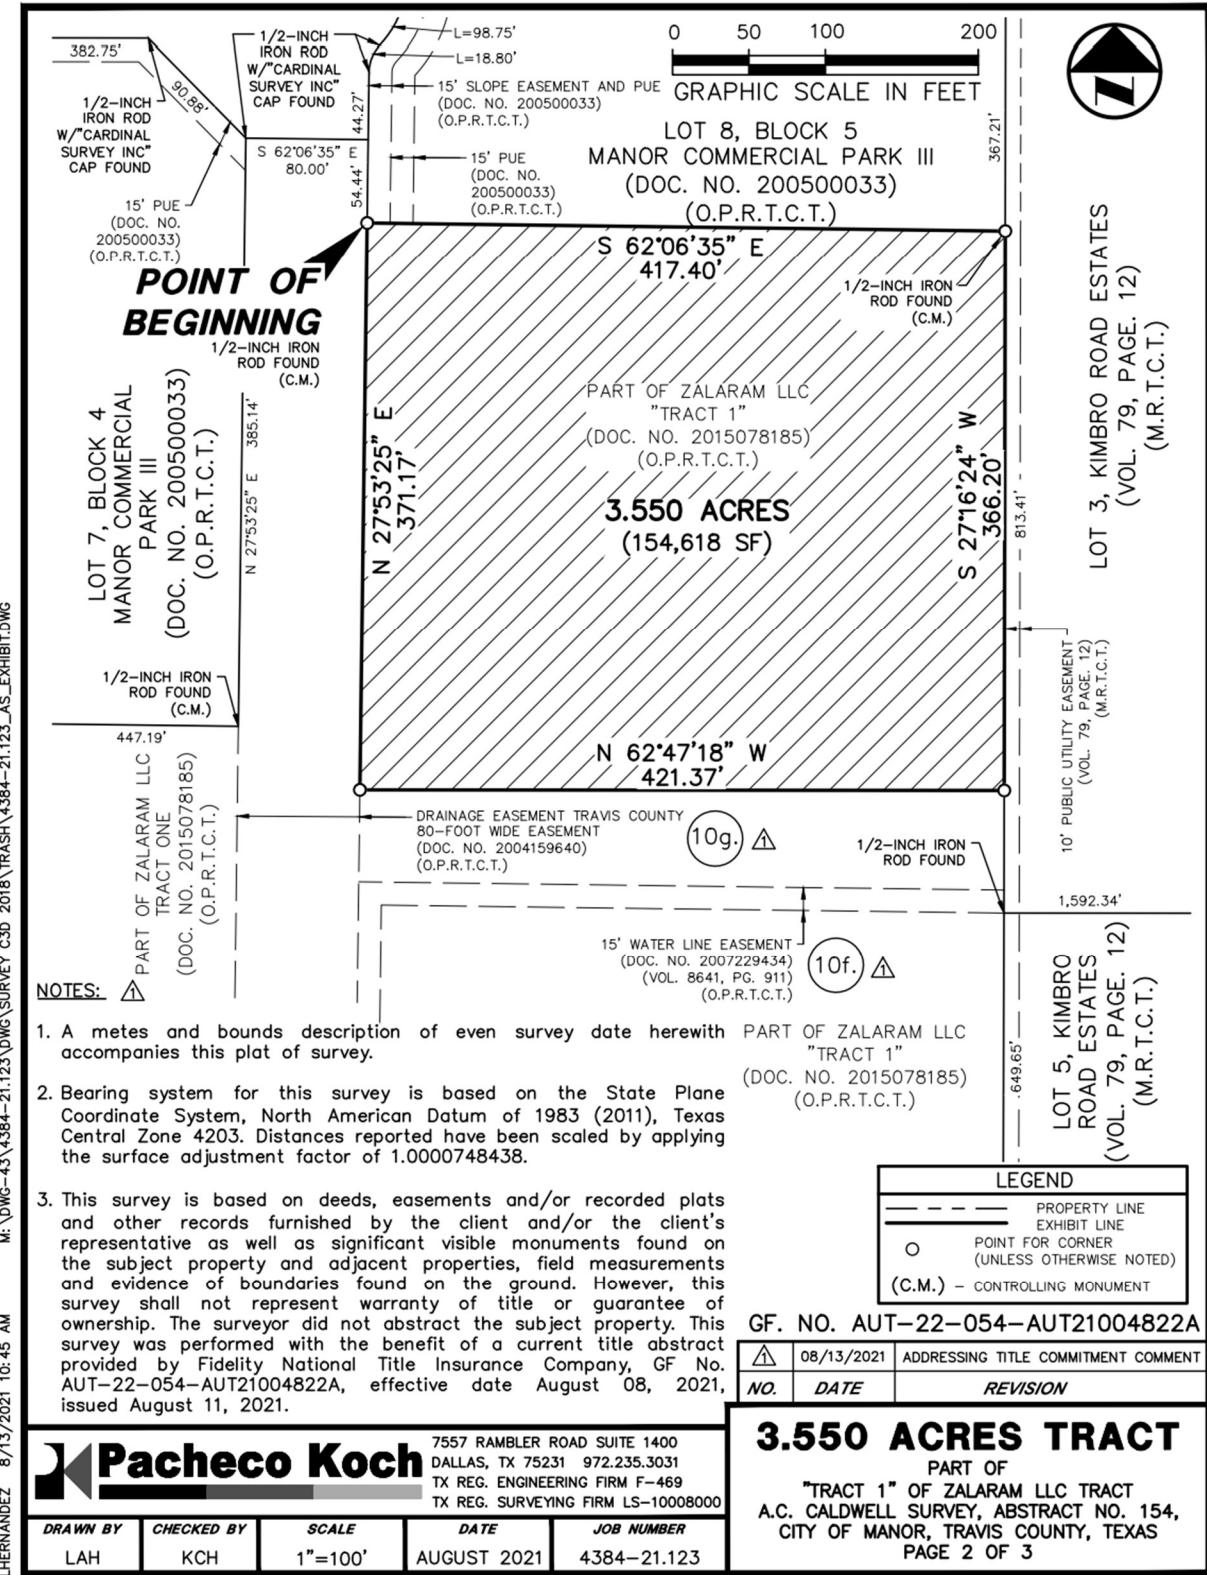 382.75'
90.88'
1/2-INCH
IRON ROD
W/"CARDINAL
SURVEY INC"
CAP FOUND
1/2-INCH
IRON ROD
W/"CARDINAL
SURVEY INC"
CAP FOUND
L=98.75'
L=18.80'
15' SLOPE EASEMENT AND PUE
(DOC. NO. 200500033)
(O.P.R.T.C.T.)
44.27'
S 62°06'35" E
80.00'
54.44'
15' PUE
(DOC. NO.
200500033)
(O.P.R.T.C.T.)
15' PUE
(DOC. NO.
200500033)
(O.P.R.T.C.T.)
0 50 100 200
GRAPHIC SCALE IN FEET
N
LOT 8, BLOCK 5
MANOR COMMERCIAL PARK III
(DOC. NO. 200500033)
(O.P.R.T.C.T.)
367.21'
POINT OF
BEGINNING
1/2-INCH IRON
ROD FOUND
(C.M.)
S 62°06'35" E
417.40'
1/2-INCH IRON
ROD FOUND
(C.M.)
LOT 3, KIMBRO ROAD ESTATES
(VOL. 79, PAGE. 12)
(M.R.T.C.T.)
LOT 7, BLOCK 4
MANOR COMMERCIAL
PARK III
(DOC. NO. 200500033)
(O.P.R.T.C.T.)
N 27°53'25" E 385.14'
N 27°53'25" E
371.17'
PART OF ZALARAM LLC
"TRACT 1"
(DOC. NO. 2015078185)
(O.P.R.T.C.T.)
3.550 ACRES
(154,618 SF)
S 27°16'24" W
366.20'
813.41'
10' PUBLIC UTILITY EASEMENT
(VOL. 79, PAGE. 12)
(M.R.T.C.T.)
1/2-INCH IRON
ROD FOUND
(C.M.)
447.19'
PART OF ZALARAM LLC
TRACT ONE
(DOC. NO. 2015078185)
(O.P.R.T.C.T.)
N 62°47'18" W
421.37'
DRAINAGE EASEMENT TRAVIS COUNTY
80-FOOT WIDE EASEMENT
(DOC. NO. 2004159640)
(O.P.R.T.C.T.)
10g. 1
1/2-INCH IRON
ROD FOUND
1,592.34'
15' WATER LINE EASEMENT
(DOC. NO. 2007229434)
(VOL. 8641, PG. 911)
(O.P.R.T.C.T.)
10f. 1
PART OF ZALARAM LLC
"TRACT 1"
(DOC. NO. 2015078185)
(O.P.R.T.C.T.)
649.65'
LOT 5, KIMBRO
ROAD ESTATES
(VOL. 79, PAGE. 12)
(M.R.T.C.T.)
NOTES: 1
1. A metes and bounds description of even survey date herewith
accompanies this plat of survey.
2. Bearing system for this survey is based on the State Plane
Coordinate System, North American Datum of 1983 (2011), Texas
Central Zone 4203. Distances reported have been scaled by applying
the surface adjustment factor of 1.0000748438.
3. This survey is based on deeds, easements and/or recorded plats
and other records furnished by the client and/or the client's
representative as well as significant visible monuments found on
the subject property and adjacent properties, field measurements
and evidence of boundaries found on the ground. However, this
survey shall not represent warranty of title or guarantee of
ownership. The surveyor did not abstract the subject property. This
survey was performed with the benefit of a current title abstract
provided by Fidelity National Title Insurance Company, GF No.
AUT-22-054-AUT21004822A, effective date August 08, 2021,
issued August 11, 2021.
LEGEND
PROPERTY LINE
EXHIBIT LINE
POINT FOR CORNER
(UNLESS OTHERWISE NOTED)
(C.M.) - CONTROLLING MONUMENT
GF. NO. AUT-22-054-AUT21004822A
1 08/13/2021 ADDRESSING TITLE COMMITMENT COMMENT
NO. DATE REVISION
Pacheco Koch
7557 RAMBLER ROAD SUITE 1400
DALLAS, TX 75231 972.235.3031
TX REG. ENGINEERING FIRM F-469
TX REG. SURVEYING FIRM LS-10008000
DRAWN BY CHECKED BY SCALE DATE JOB NUMBER
LAH KCH 1"=100' AUGUST 2021 4384-21.123
3.550 ACRES TRACT
PART OF
"TRACT 1" OF ZALARAM LLC TRACT
A.C. CALDWELL SURVEY, ABSTRACT NO. 154,
CITY OF MANOR, TRAVIS COUNTY, TEXAS
PAGE 2 OF 3
LHERNANDEZ 8/13/2021 10:45 AM M:\DWG-43\4384-21.123\DWG\SURVEY C3D 2018\TRASH\4384-21.123_AS_EXHIBIT.DWG